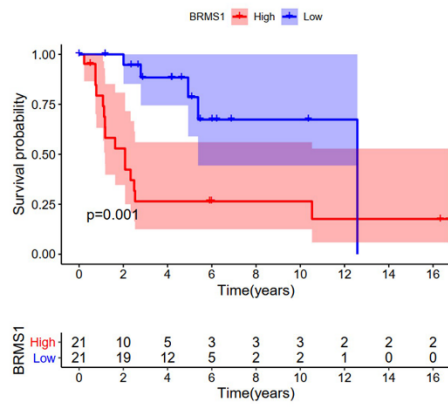 BRMS1 High Low
1.00
0.75
0.50
0.25
0.00
Survival probability
p=0.001
0 2 4 6 8 10 12 14 16
Time(years)
BRMS1
High 21 10 5 3 3 3 2 2 2
Low 21 19 12 5 2 2 1 0 0
0 2 4 6 8 10 12 14 16
Time(years)